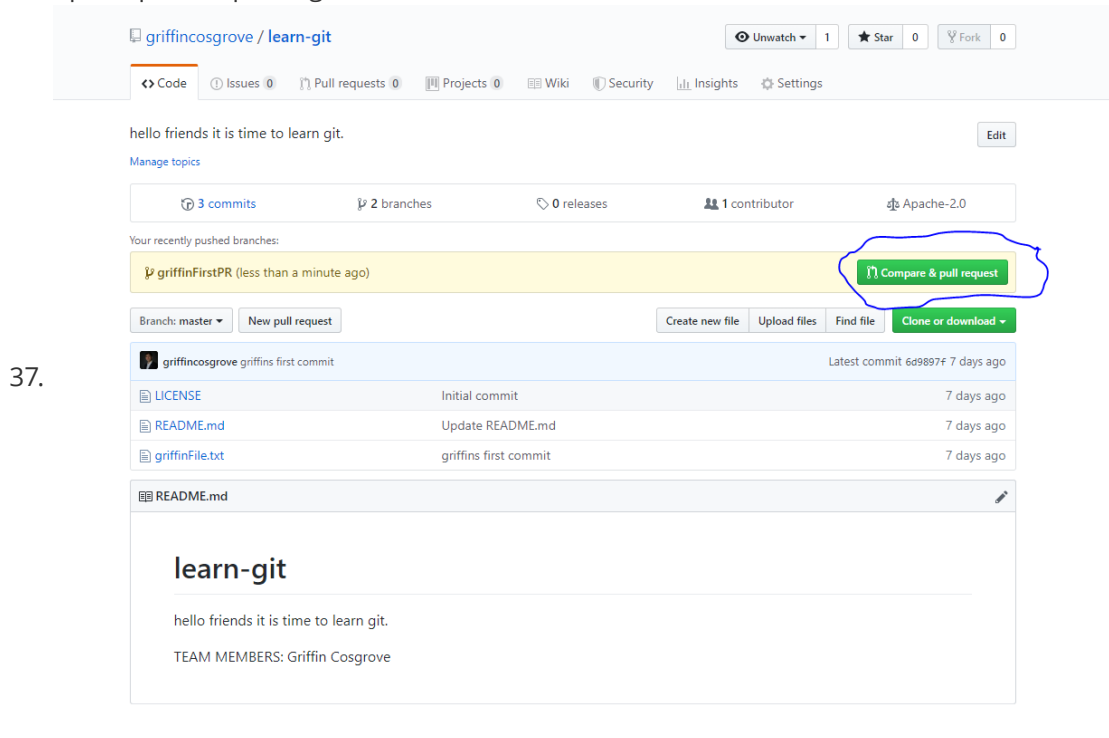 griffincosgrove / learn-git
Unwatch 1 Star 0 Fork 0
Code Issues 0 Pull requests 0 Projects 0 Wiki Security Insights Settings
hello friends it is time to learn git.
Edit
Manage topics
3 commits 2 branches 0 releases 1 contributor Apache-2.0
Your recently pushed branches:
griffinFirstPR (less than a minute ago)
Compare & pull request
Branch: master New pull request Create new file Upload files Find file Clone or download
griffincosgrove griffins first commit Latest commit 6d9897f 7 days ago
37.
LICENSE Initial commit 7 days ago
README.md Update README.md 7 days ago
griffinFile.txt griffins first commit 7 days ago
README.md
learn-git
hello friends it is time to learn git.
TEAM MEMBERS: Griffin Cosgrove